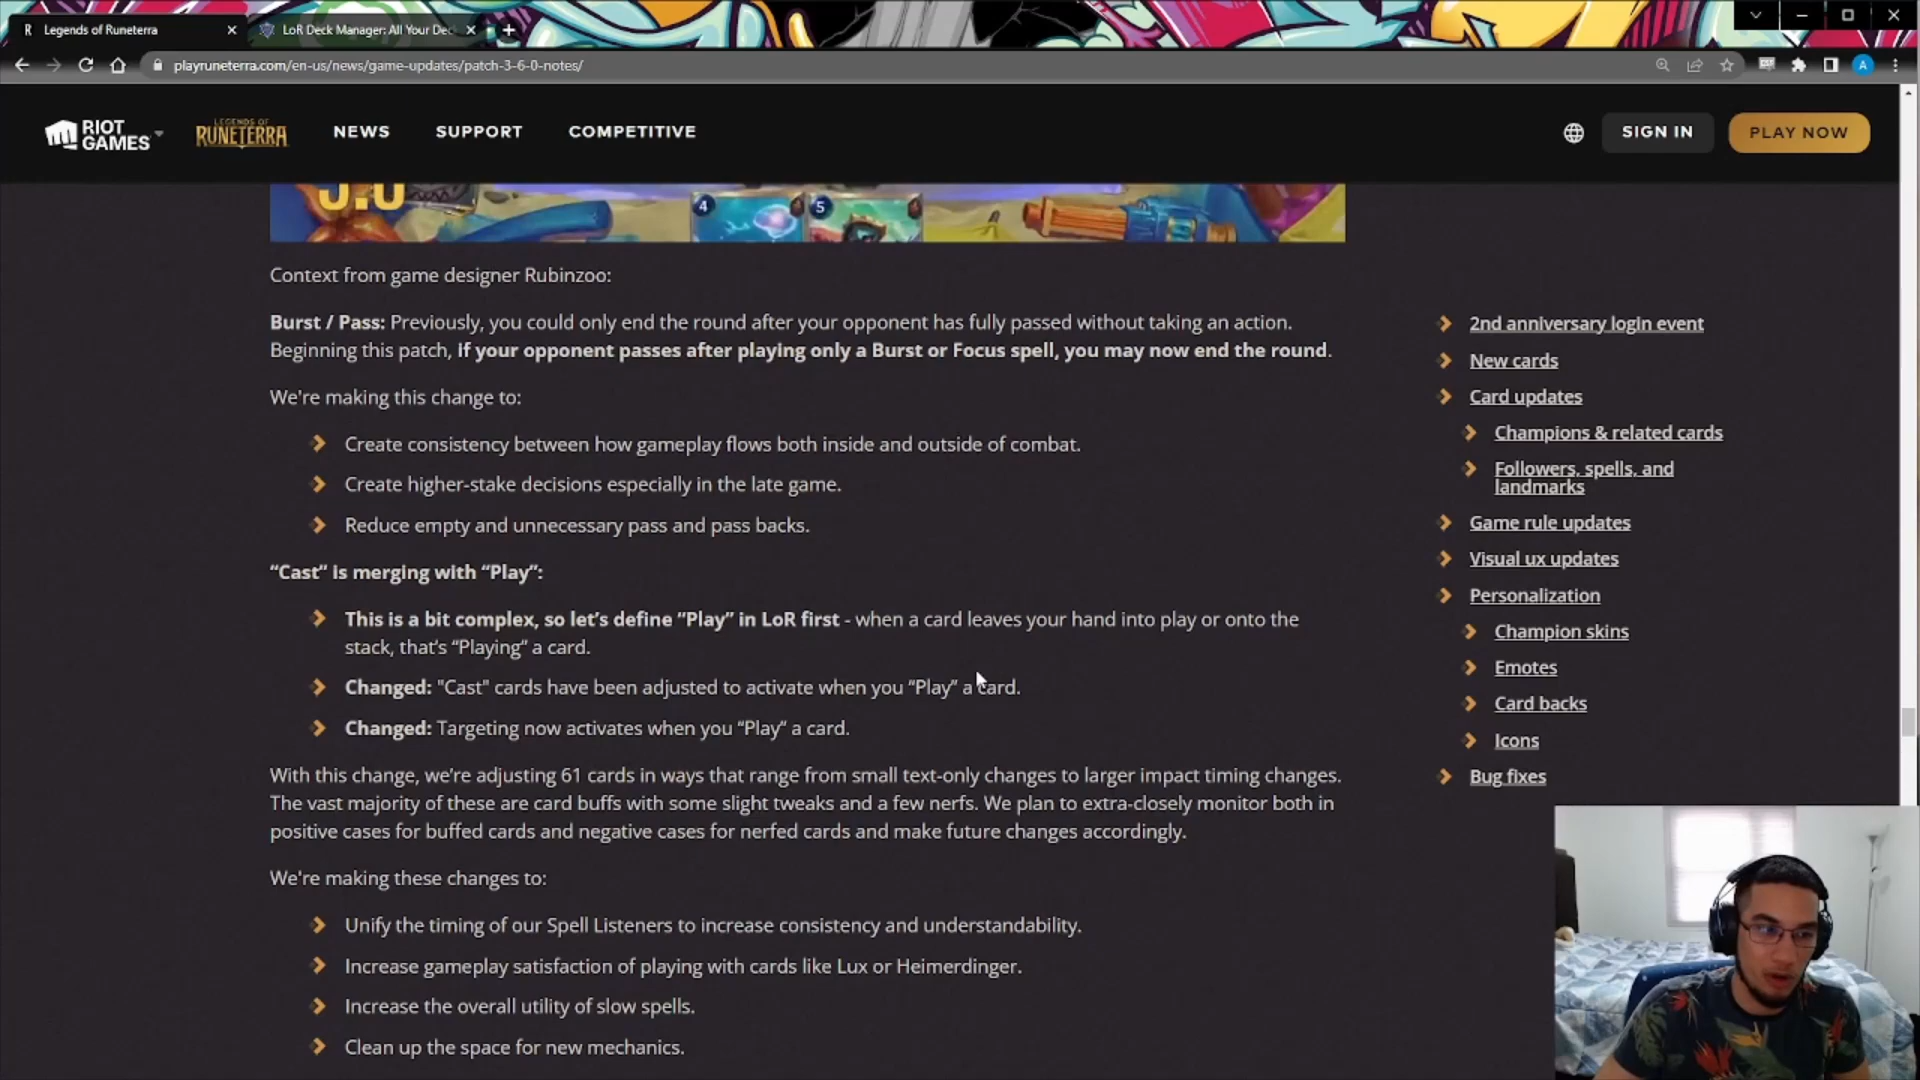 Legends of Runeterra
LoR Deck Manager: All Your Dec
playruneterra.com/en-us/news/game-updates/patch-3-6-0-notes/
A
RIOT
GAMES
LEGENDS OF
RUNETERRA
NEWS
SUPPORT
COMPETITIVE
SIGN IN
PLAY NOW
4
5
Context from game designer Rubinzoo:
Burst / Pass: Previously, you could only end the round after your opponent has fully passed without taking an action.
Beginning this patch, if your opponent passes after playing only a Burst or Focus spell, you may now end the round.
We're making this change to:
Create consistency between how gameplay flows both inside and outside of combat.
Create higher-stake decisions especially in the late game.
Reduce empty and unnecessary pass and pass backs.
“Cast” is merging with “Play”:
This is a bit complex, so let’s define “Play” in LoR first - when a card leaves your hand into play or onto the
stack, that’s “Playing” a card.
Changed: "Cast" cards have been adjusted to activate when you “Play” a card.
Changed: Targeting now activates when you “Play” a card.
With this change, we’re adjusting 61 cards in ways that range from small text-only changes to larger impact timing changes.
The vast majority of these are card buffs with some slight tweaks and a few nerfs. We plan to extra-closely monitor both in
positive cases for buffed cards and negative cases for nerfed cards and make future changes accordingly.
We're making these changes to:
Unify the timing of our Spell Listeners to increase consistency and understandability.
Increase gameplay satisfaction of playing with cards like Lux or Heimerdinger.
Increase the overall utility of slow spells.
Clean up the space for new mechanics.
2nd anniversary login event
New cards
Card updates
Champions & related cards
Followers, spells, and
landmarks
Game rule updates
Visual ux updates
Personalization
Champion skins
Emotes
Card backs
Icons
Bug fixes